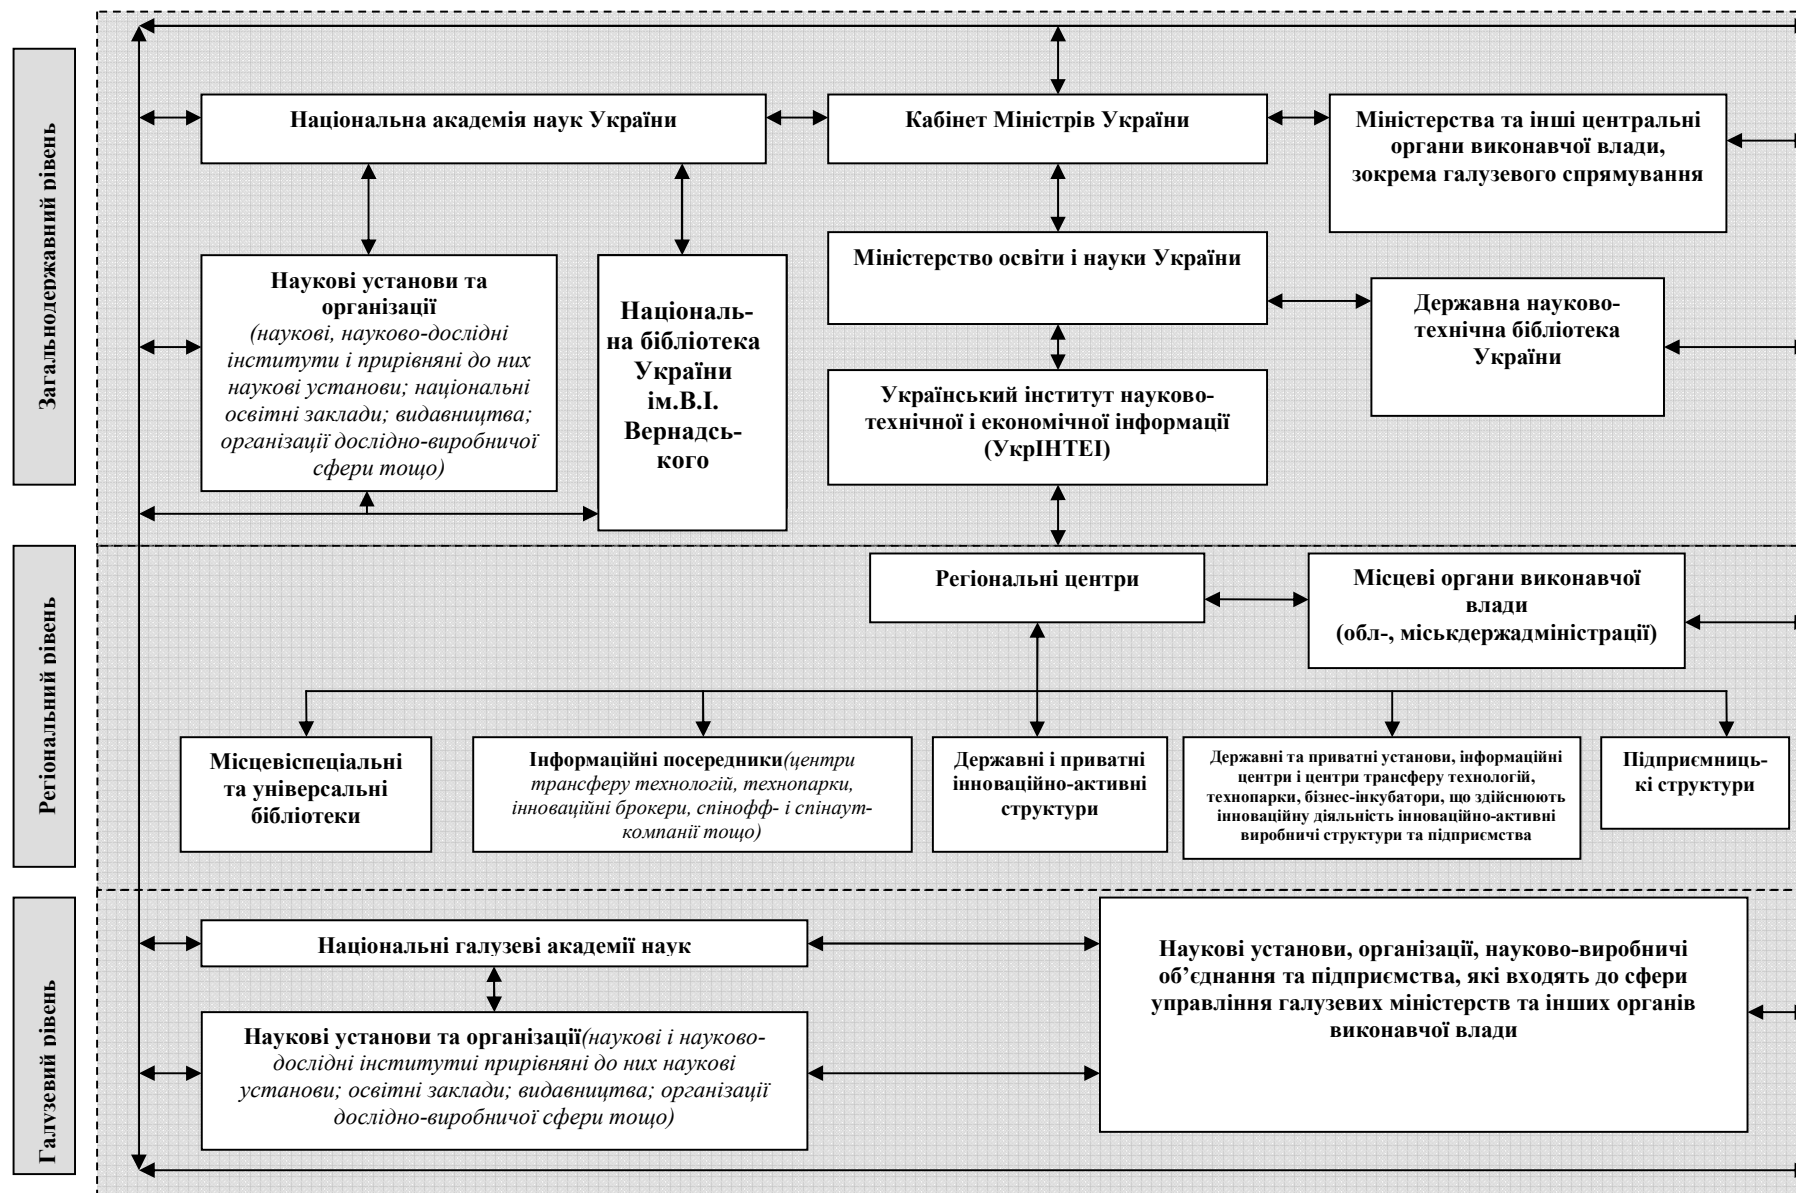 Загальнодержавний рівень
Національна академія наук України
Кабінет Міністрів України
Міністерства та інші центральні
органи виконавчої влади,
зокрема галузевого спрямування
Міністерство освіти і науки України
Наукові установи та
організації
(наукові, науково-дослідні
інститути і прирівняні до них
наукові установи; національні
освітні заклади; видавництва;
організації дослідно-виробничої
сфери тощо)
Національ-
на бібліотека
України
ім.В.І.
Вернадсь-
кого
Державна науково-
технічна бібліотека
України
Український інститут науково-
технічної і економічної інформації
(УкрІНТЕІ)
Регіональний рівень
Регіональні центри
Місцеві органи виконавчої
влади
(обл-, міськдержадміністрації)
Місцевіспеціальні
та універсальні
бібліотеки
Інформаційні посередники(центри
трансферу технологій, технопарки,
інноваційні брокери, спінофф- і спінаут-
компанії тощо)
Державні і приватні
інноваційно-активні
структури
Державні та приватні установи, інформаційні
центри і центри трансферу технологій,
технопарки, бізнес-інкубатори, що здійснюють
інноваційну діяльність інноваційно-активні
виробничі структури та підприємства
Підприємниць-
кі структури
Галузевий рівень
Національні галузеві академії наук
Наукові установи, організації, науково-виробничі
об’єднання та підприємства, які входять до сфери
управління галузевих міністерств та інших органів
виконавчої влади
Наукові установи та організації(наукові і науково-
дослідні інститутиі прирівняні до них наукові
установи; освітні заклади; видавництва; організації
дослідно-виробничої сфери тощо)